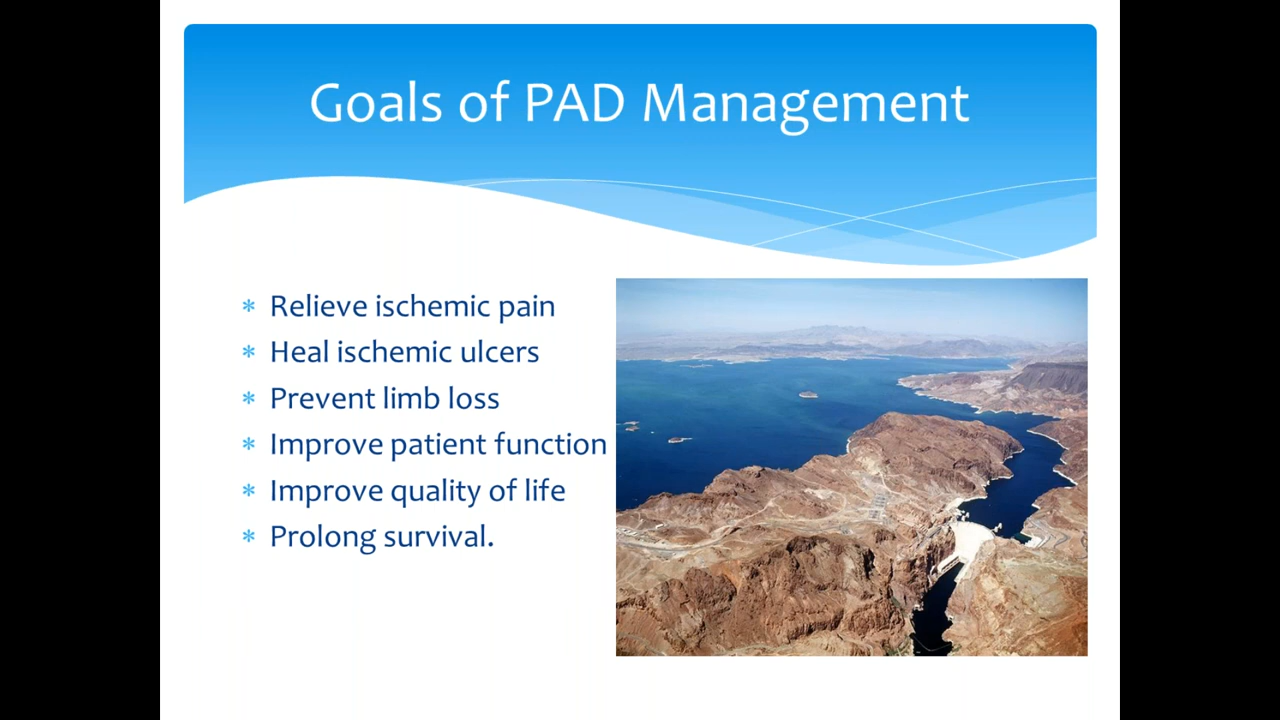 Goals of PAD Management
* Relieve ischemic pain
* Heal ischemic ulcers
* Prevent limb loss
* Improve patient function
* Improve quality of life
* Prolong survival.